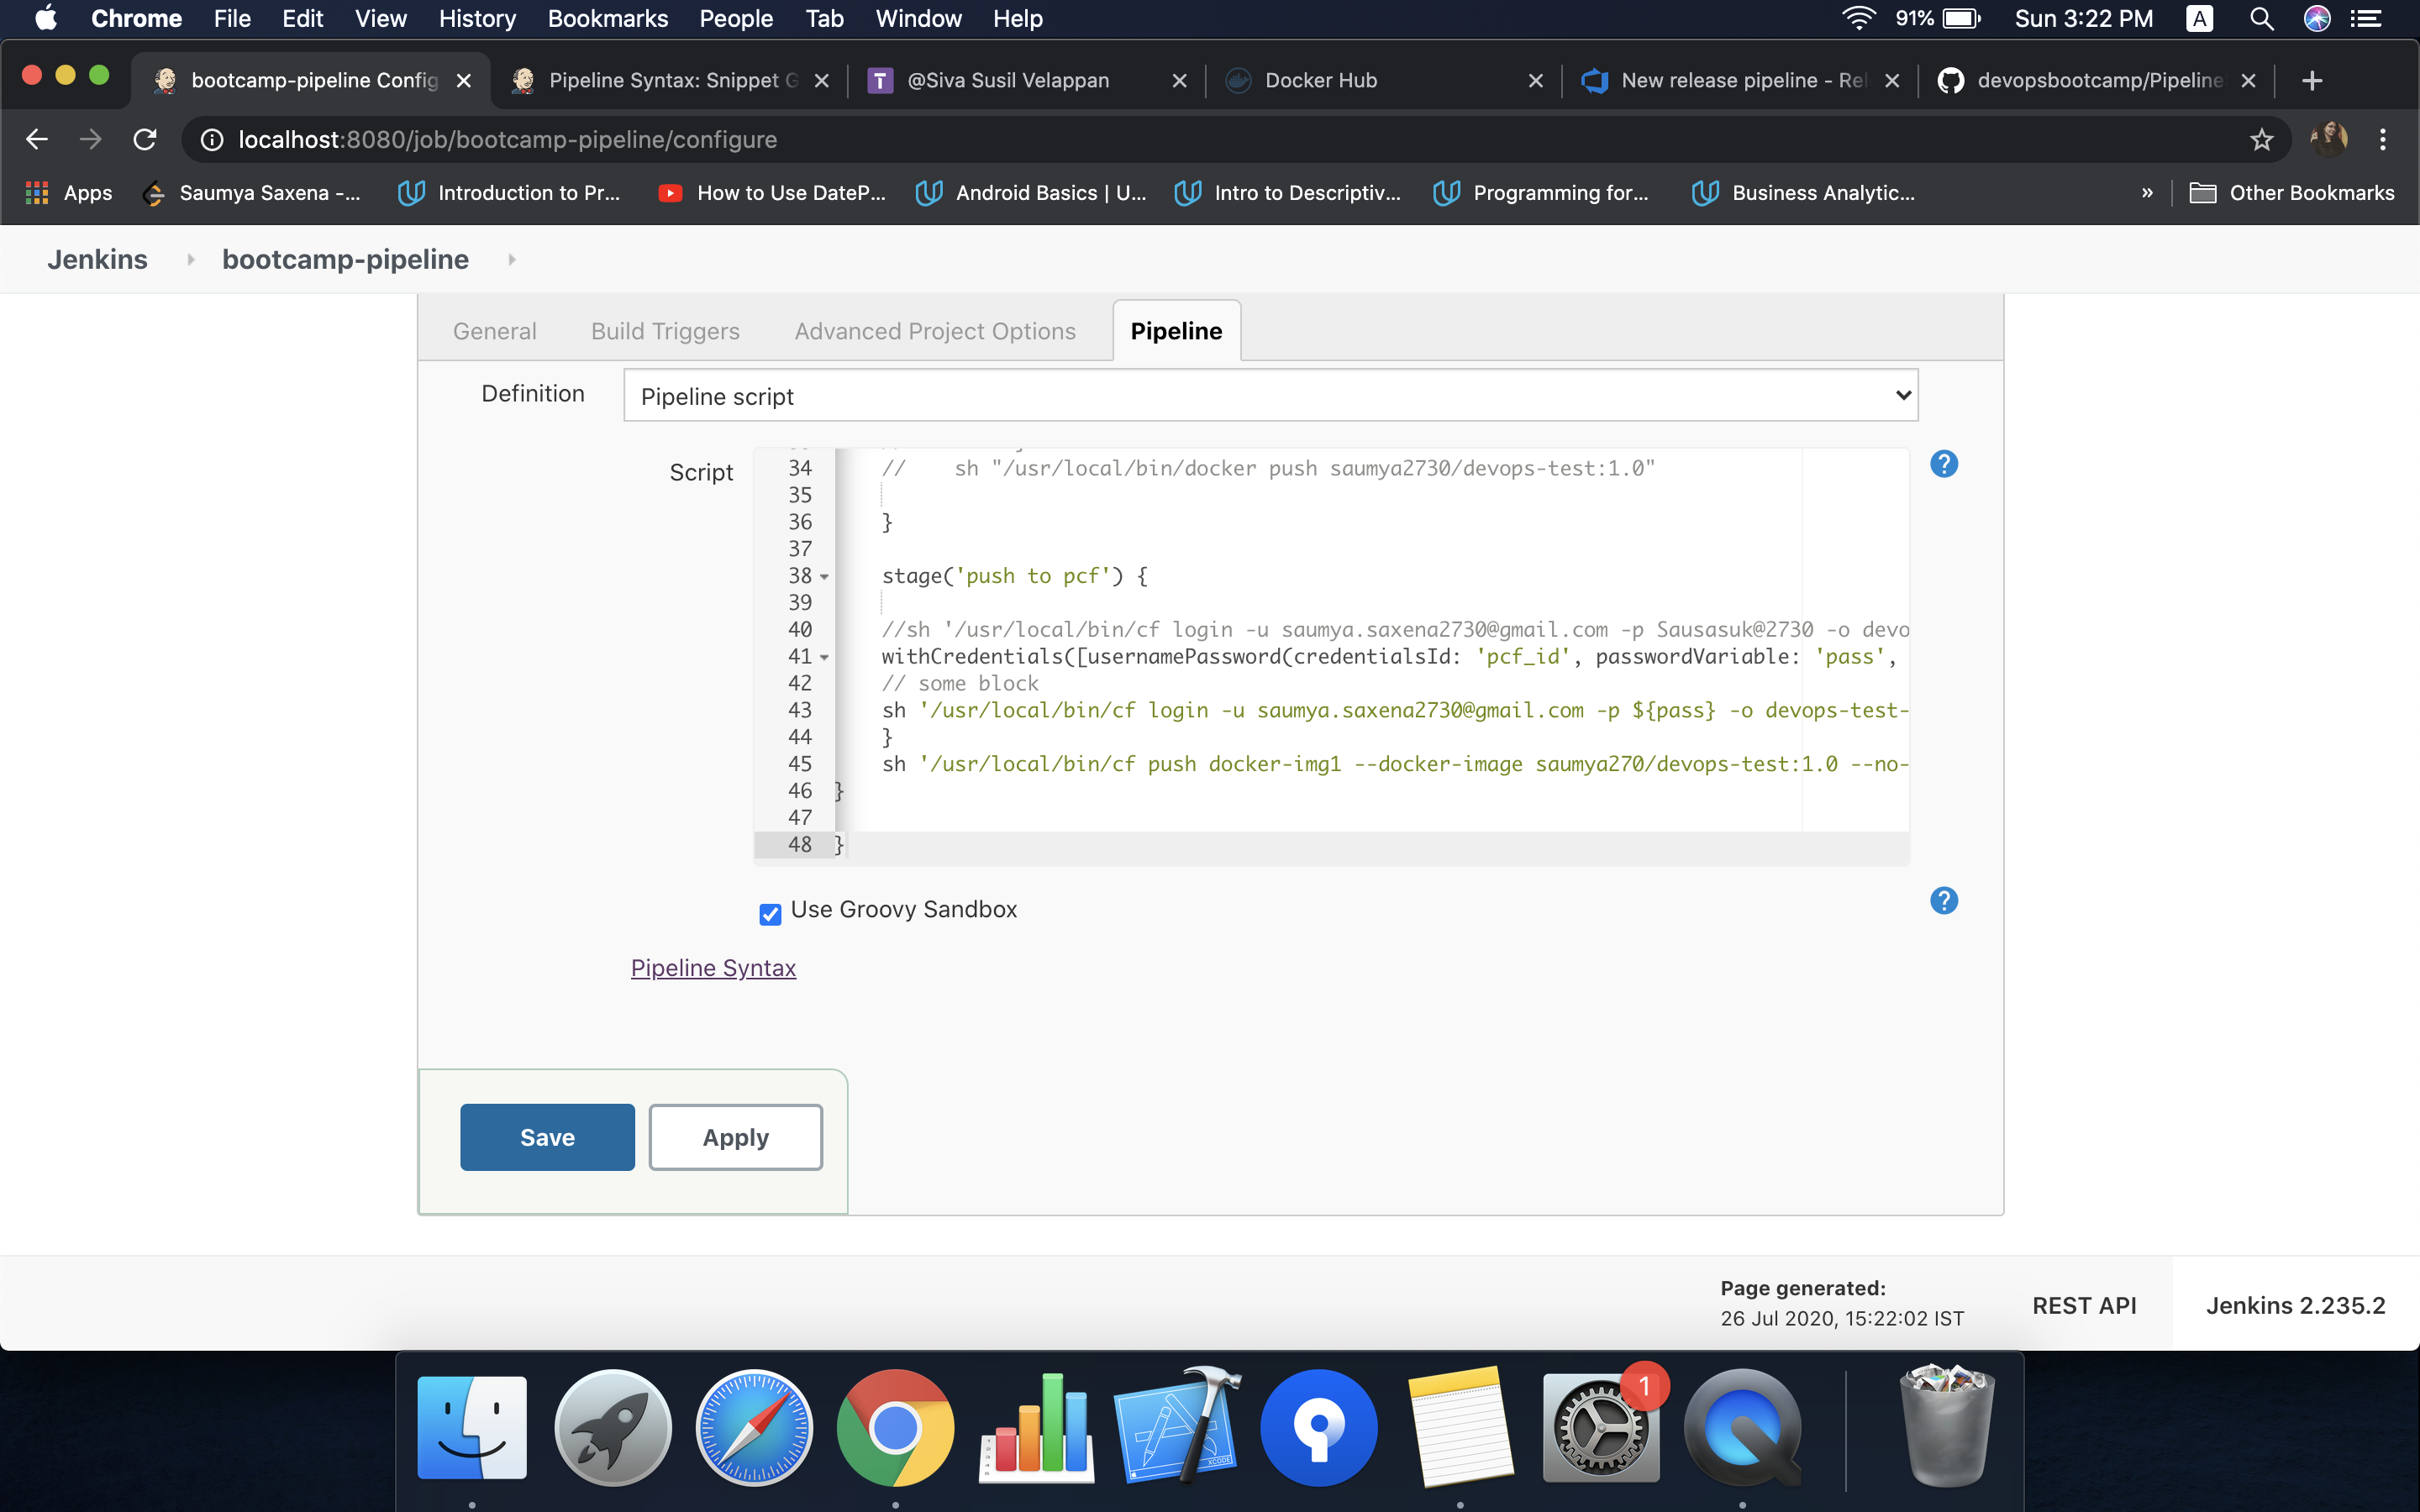 Chrome File Edit View History Bookmarks People Tab Window Help 91% Sun 3:22 PM A
bootcamp-pipeline Config Pipeline Syntax: Snippet G T @Siva Susil Velappan Docker Hub New release pipeline - Rel devopsbootcamp/Pipeline
localhost:8080/job/bootcamp-pipeline/configure
Apps Saumya Saxena -... Introduction to Pr... How to Use DateP... Android Basics | U... Intro to Descriptiv... Programming for... Business Analytic... » Other Bookmarks
Jenkins bootcamp-pipeline
General Build Triggers Advanced Project Options Pipeline
Definition Pipeline script
Script
34 // sh "/usr/local/bin/docker push saumya2730/devops-test:1.0"
35
36 }
37
38 stage('push to pcf') {
39
40 //sh '/usr/local/bin/cf login -u saumya.saxena2730@gmail.com -p Sausasuk@2730 -o devo
41 withCredentials([usernamePassword(credentialsId: 'pcf_id', passwordVariable: 'pass',
42 // some block
43 sh '/usr/local/bin/cf login -u saumya.saxena2730@gmail.com -p ${pass} -o devops-test-
44 }
45 sh '/usr/local/bin/cf push docker-img1 --docker-image saumya270/devops-test:1.0 --no-
46 }
47
48 }
?
Use Groovy Sandbox
?
Pipeline Syntax
Save Apply
Page generated:
26 Jul 2020, 15:22:02 IST
REST API Jenkins 2.235.2
XCODE
1